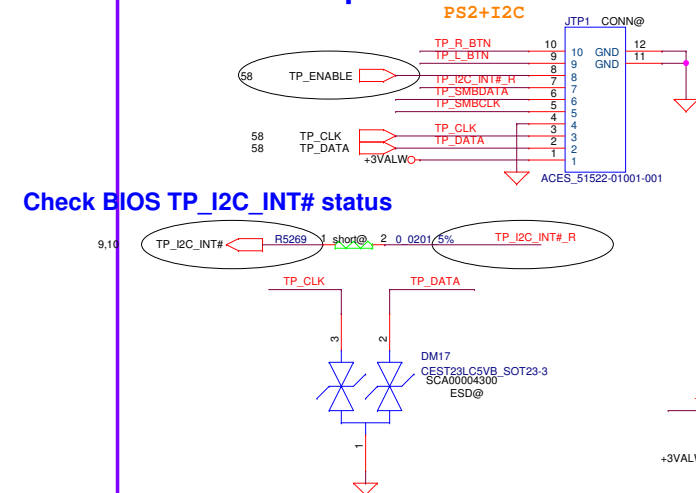 PS2+I2C
JTP1 CONN@
TP_R_BTN 10 10 GND 12
TP_L_BTN 9 9 GND 11
58 TP_ENABLE 8 8
TP_I2C_INT#_R 7 7
TP_SMBDATA 6 6
TP_SMBCLK 5 5
4 4
58 TP_CLK TP_CLK 3 3
58 TP_DATA TP_DATA 2 2
+3VALW 1 1
ACES_51522-01001-001
Check BIOS TP_I2C_INT# status
9,10 TP_I2C_INT# R5269 1 short@ 2 0_0201_5% TP_I2C_INT#_R
TP_CLK TP_DATA
3 2
DM17
CEST23LC5VB_SOT23-3
SCA00004300
ESD@
1
+3VALW